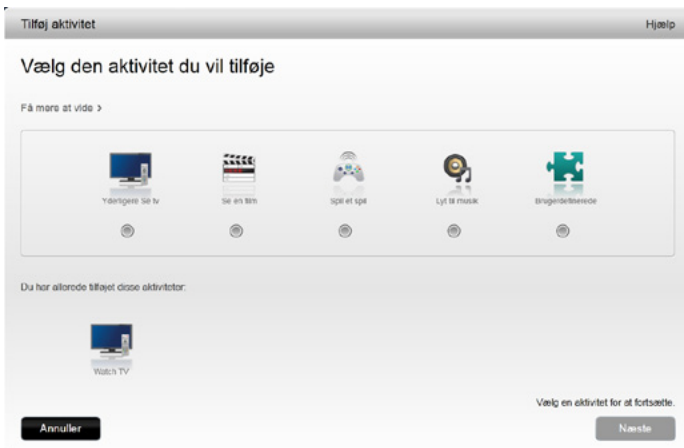 Tilføj aktivitet
Hjælp
Vælg den aktivitet du vil tilføje
Få mere at vide >
Yderligere Se tv
Se en film
Spil et spil
Lyt til musik
Brugerdefinerede
Du har allerede tilføjet disse aktiviteter:
Watch TV
Vælg en aktivitet for at fortsætte.
Annuller
Næste